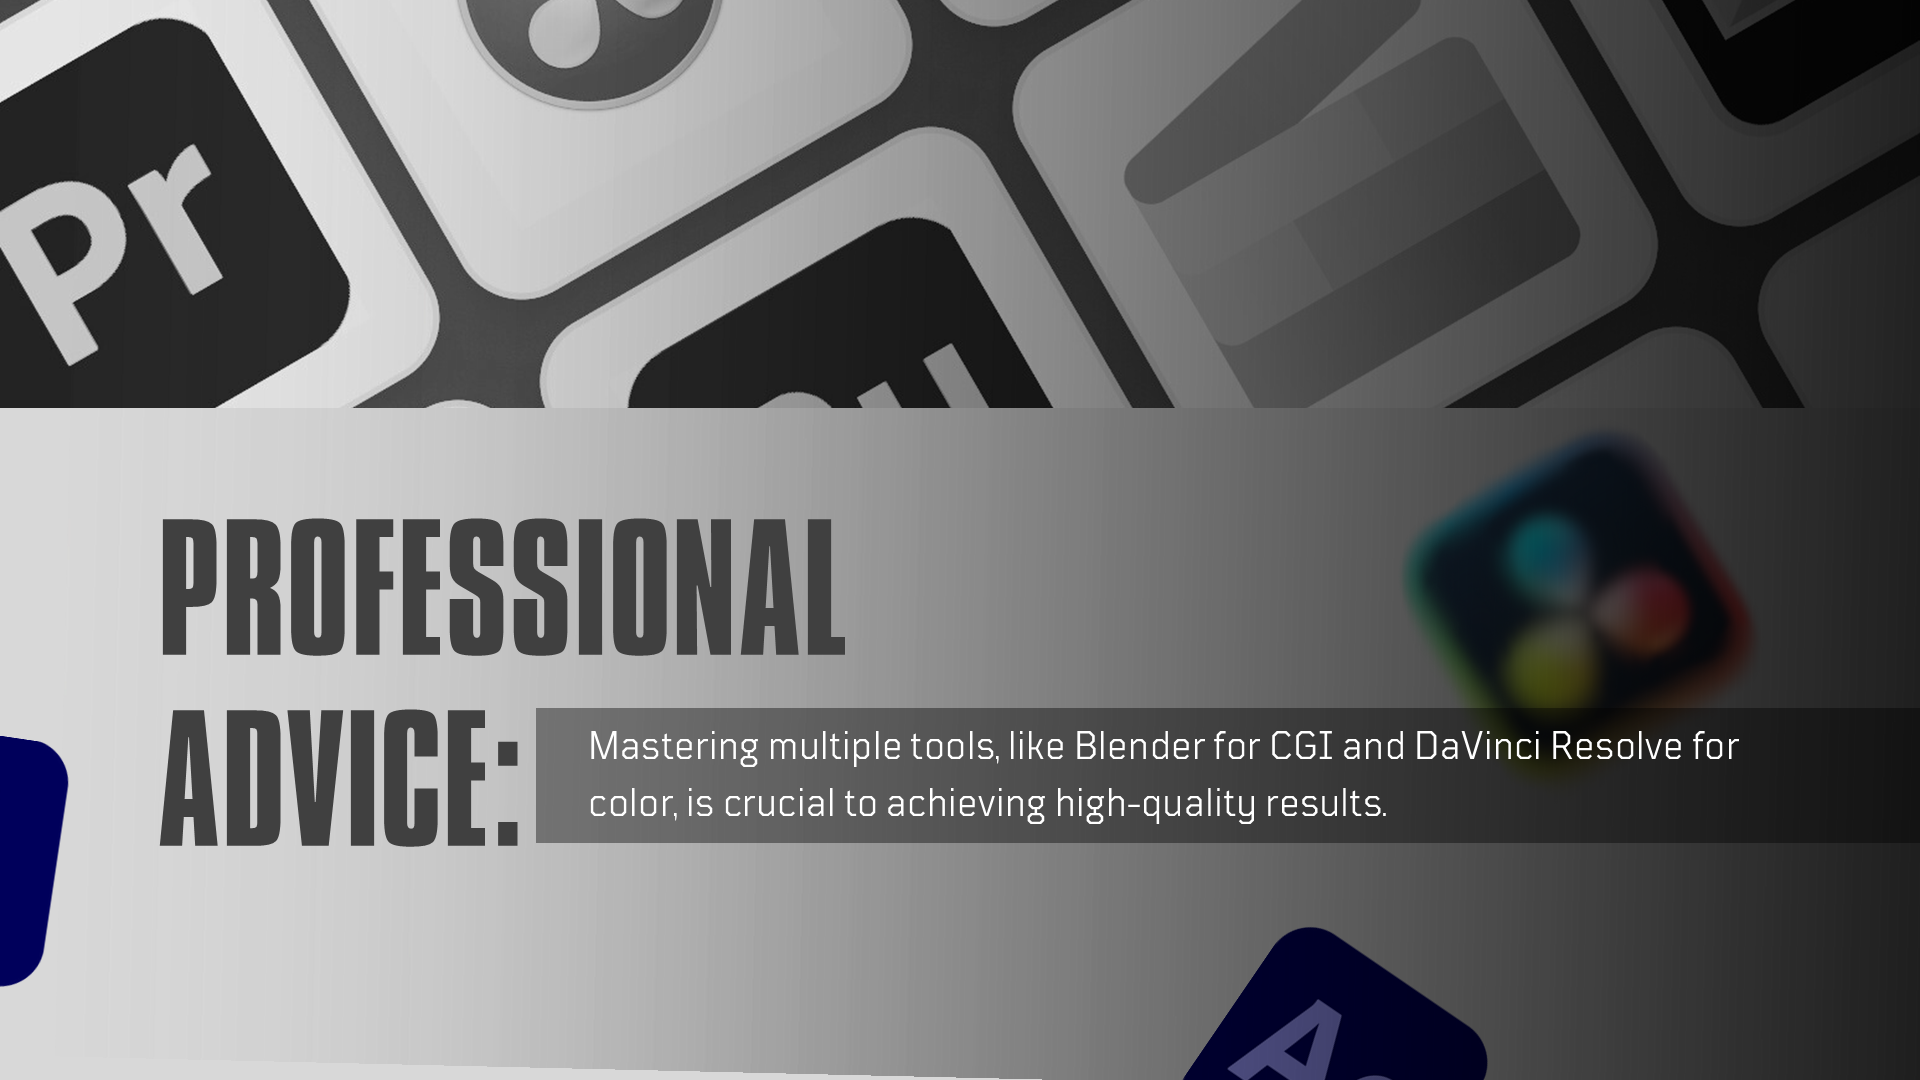 Pr
PROFESSIONAL
ADVICE:
Mastering multiple tools, like Blender for CGI and DaVinci Resolve for
color, is crucial to achieving high-quality results.